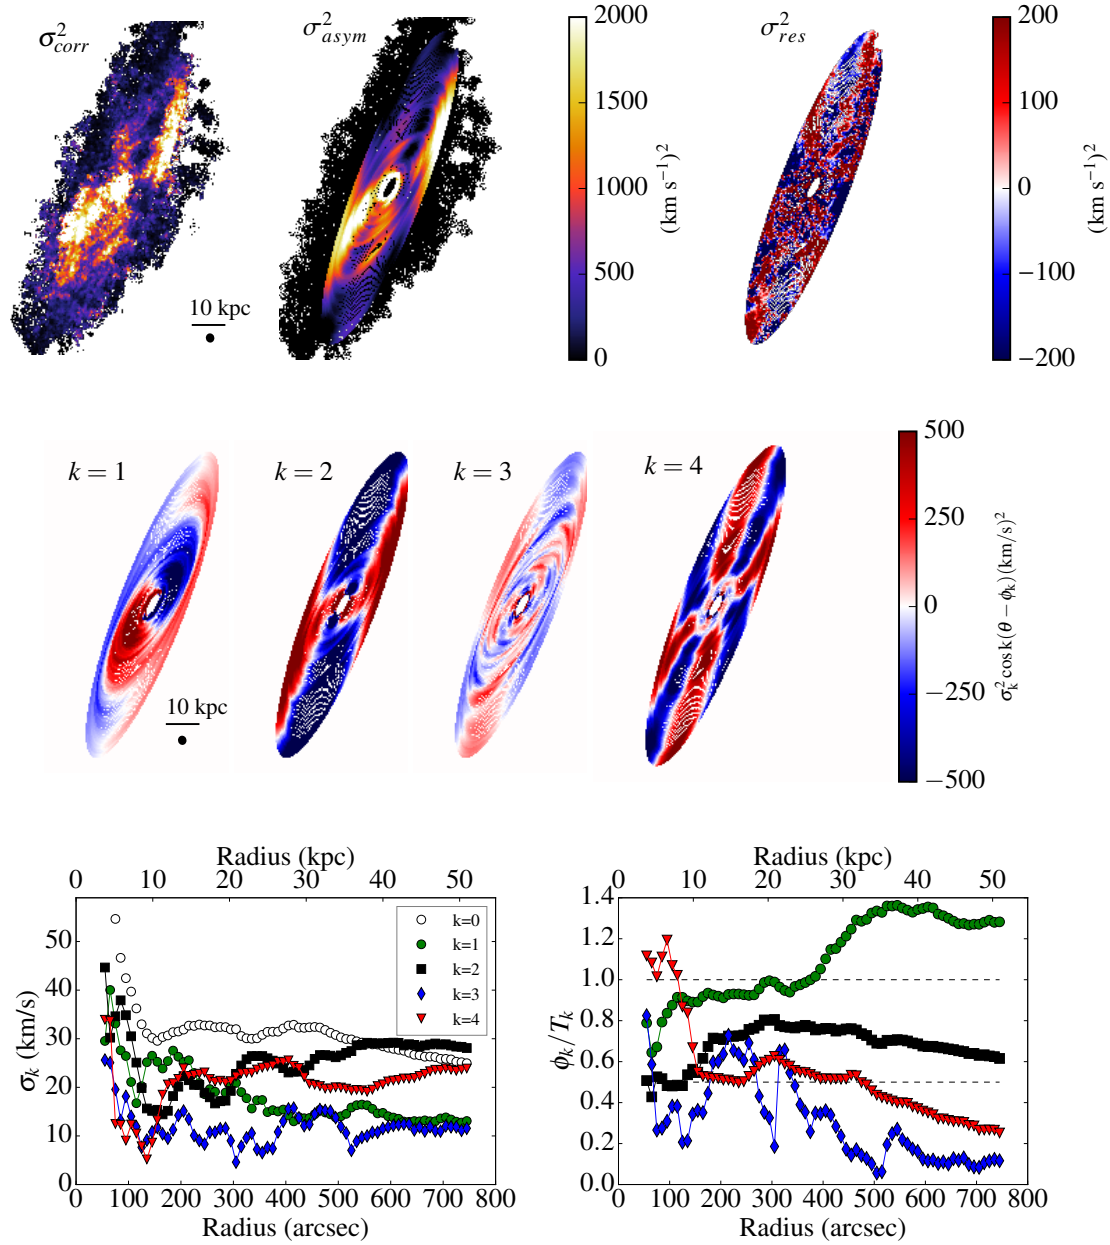 σ²corr
σ²asym
σ²res
2000
1500
1000
500
0
(km s⁻¹)²
200
100
0
−100
−200
(km s⁻¹)²
10 kpc
k = 1
k = 2
k = 3
k = 4
500
250
0
−250
−500
σ²ₖ cos k(θ − ϕₖ)(km/s)²
10 kpc
Radius (kpc)
0 10 20 30 40 50
60
50
40
30
20
10
0
σₖ (km/s)
k=0
k=1
k=2
k=3
k=4
0 100 200 300 400 500 600 700 800
Radius (arcsec)
Radius (kpc)
0 10 20 30 40 50
1.4
1.2
1.0
0.8
0.6
0.4
0.2
0.0
ϕₖ/Tₖ
0 100 200 300 400 500 600 700 800
Radius (arcsec)